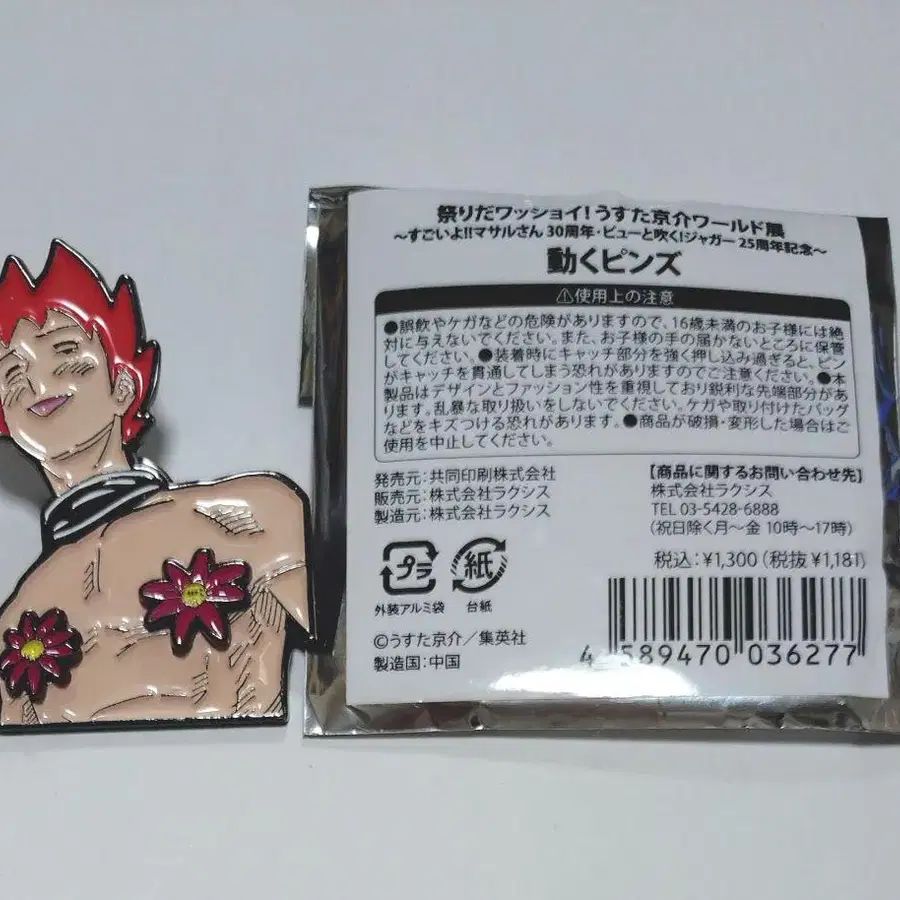 祭りだワッショイ!うすた京介ワールド展
～すごいよ!!マサルさん 30周年・ピューと吹く!ジャガー 25周年記念～
動くピンズ
⚠使用上の注意
●誤飲やケガなどの危険がありますので、16歳未満のお子様には絶
対に与えないでください。また、お子様の手の届かないところに保管
してください。●装着時にキャッチ部分を強く押し込み過ぎると、ピン
がキャッチを貫通してしまう恐れがありますのでご注意ください。●本
製品はデザインとファッション性を重視しており鋭利な先端部分があ
ります。乱暴な取り扱いをしないでください。ケガや取り付けたバッグ
などをキズつける恐れがあります。●商品が破損・変形した場合はご
使用を中止してください。
発売元:共同印刷株式会社
販売元:株式会社ラクシス
製造元:株式会社ラクシス
【商品に関するお問い合わせ先】
株式会社ラクシス
TEL 03-5428-6888
(祝日除く月～金 10時～17時)
税込:¥1,300(税抜 ¥1,181)
プラ
外装アルミ袋
紙
台紙
©うすた京介/集英社
製造国:中国
4 589470 036277